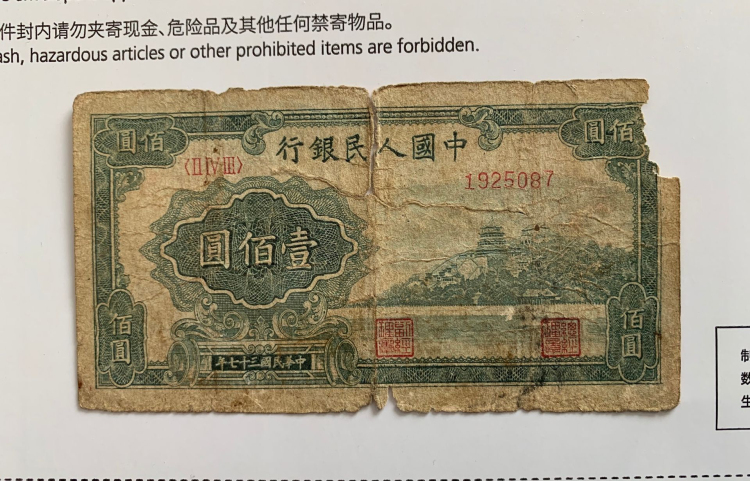 件封内请勿夹寄现金、危险品及其他任何禁寄物品。
ash, hazardous articles or other prohibited items are forbidden.
佰圓
中國人民銀行
佰圓
〈ⅡⅣⅢ〉
1925087
壹佰圓
佰圓
佰圓
中華民國三十七年
制
数
生